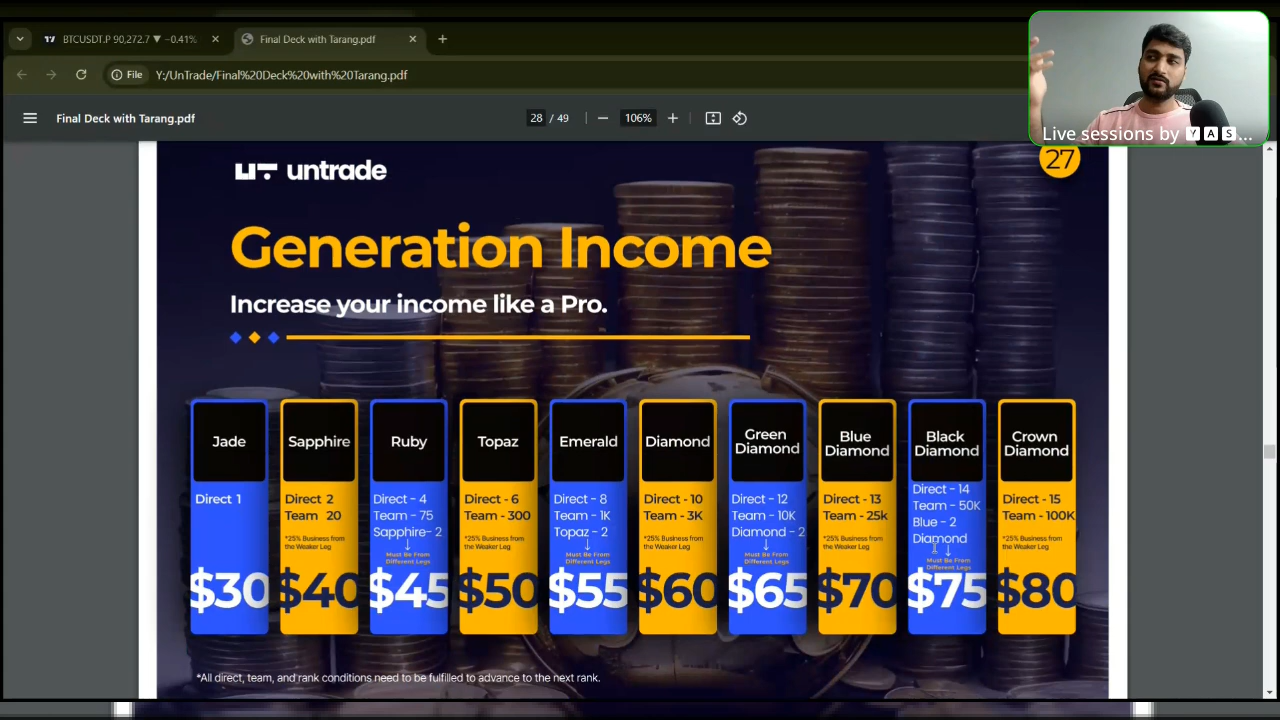 BTCUSDT.P 90,272.7 ▼ −0.41%
Final Deck with Tarang.pdf
File
Y:/UnTrade/Final%20Deck%20with%20Tarang.pdf
Final Deck with Tarang.pdf
28 / 49
106%
Live sessions by 🆈🅰🆂...
untrade
27
Generation Income
Increase your income like a Pro.
Jade
Direct 1
$30
Sapphire
Direct 2
Team 20
*25% Business from
the Weaker Leg
$40
Ruby
Direct - 4
Team - 75
Sapphire- 2
Must Be From
Different Legs
$45
Topaz
Direct - 6
Team - 300
*25% Business from
the Weaker Leg
$50
Emerald
Direct - 8
Team - 1K
Topaz - 2
Must Be From
Different Legs
$55
Diamond
Direct - 10
Team - 3K
*25% Business from
the Weaker Leg
$60
Green
Diamond
Direct - 12
Team - 10K
Diamond - 2
Must Be From
Different Legs
$65
Blue
Diamond
Direct - 13
Team - 25k
*25% Business from
the Weaker Leg
$70
Black
Diamond
Direct - 14
Team - 50K
Blue - 2
Diamond
Must Be From
Different Legs
$75
Crown
Diamond
Direct - 15
Team - 100K
*25% Business from
the Weaker Leg
$80
*All direct, team, and rank conditions need to be fulfilled to advance to the next rank.